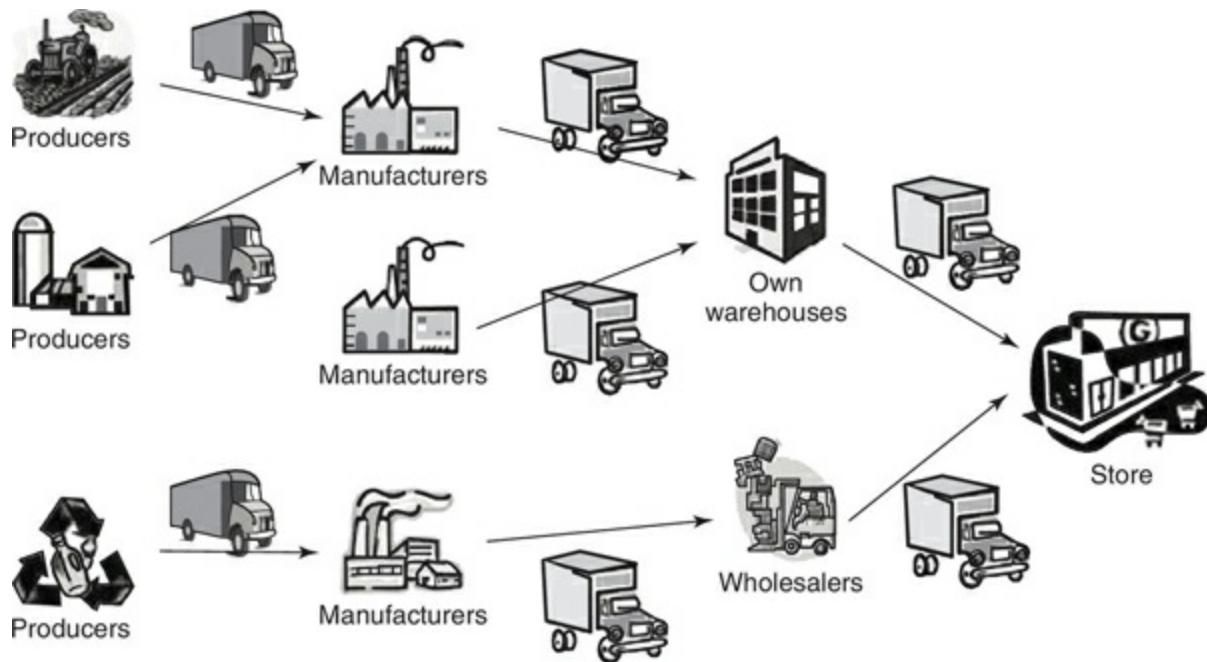 Producers
Manufacturers
Producers
Manufacturers
Own
warehouses
G
Store
Producers
Manufacturers
Wholesalers